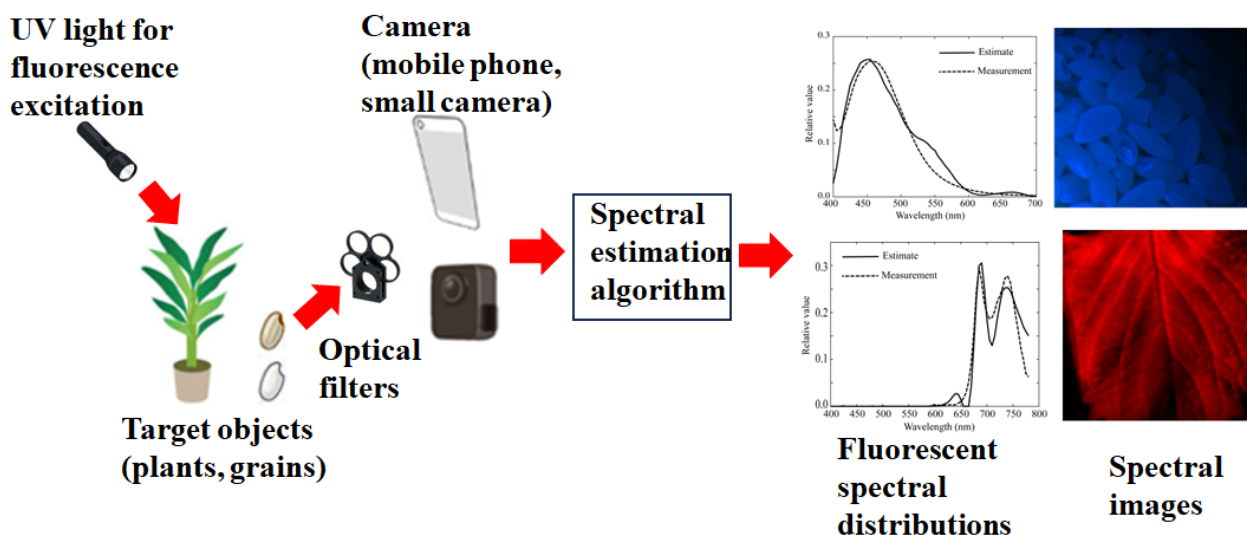 UV light for
fluorescence
excitation
Camera
(mobile phone,
small camera)
Target objects
(plants, grains)
Optical
filters
Spectral
estimation
algorithm
0.3
0.2
0.1
0.0
Relative value
Estimate
Measurement
400 450 500 550 600 650 700
Wavelength (nm)
0.3
0.2
0.1
0.0
Relative value
Estimate
Measurement
400 450 500 550 600 650 700 750 800
Wavelength (nm)
Fluorescent
spectral
distributions
Spectral
images